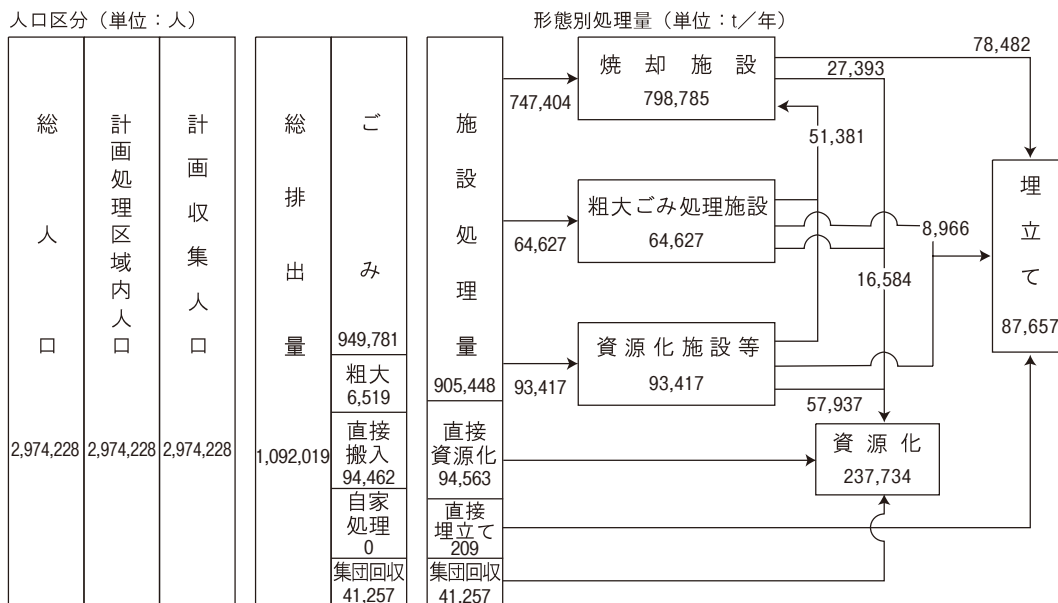 人口区分（単位：人）
総人口
2,974,228
計画処理区域内人口
2,974,228
計画収集人口
2,974,228
総排出量
1,092,019
ごみ
949,781
粗大
6,519
直接
搬入
94,462
自家
処理
0
集団回収
41,257
形態別処理量（単位：t／年）
施設処理量
905,448
直接
資源化
94,563
直接
埋立て
209
集団回収
41,257
747,404
焼却施設
798,785
78,482
27,393
51,381
64,627
粗大ごみ処理施設
64,627
8,966
16,584
93,417
資源化施設等
93,417
57,937
埋立て
87,657
資源化
237,734